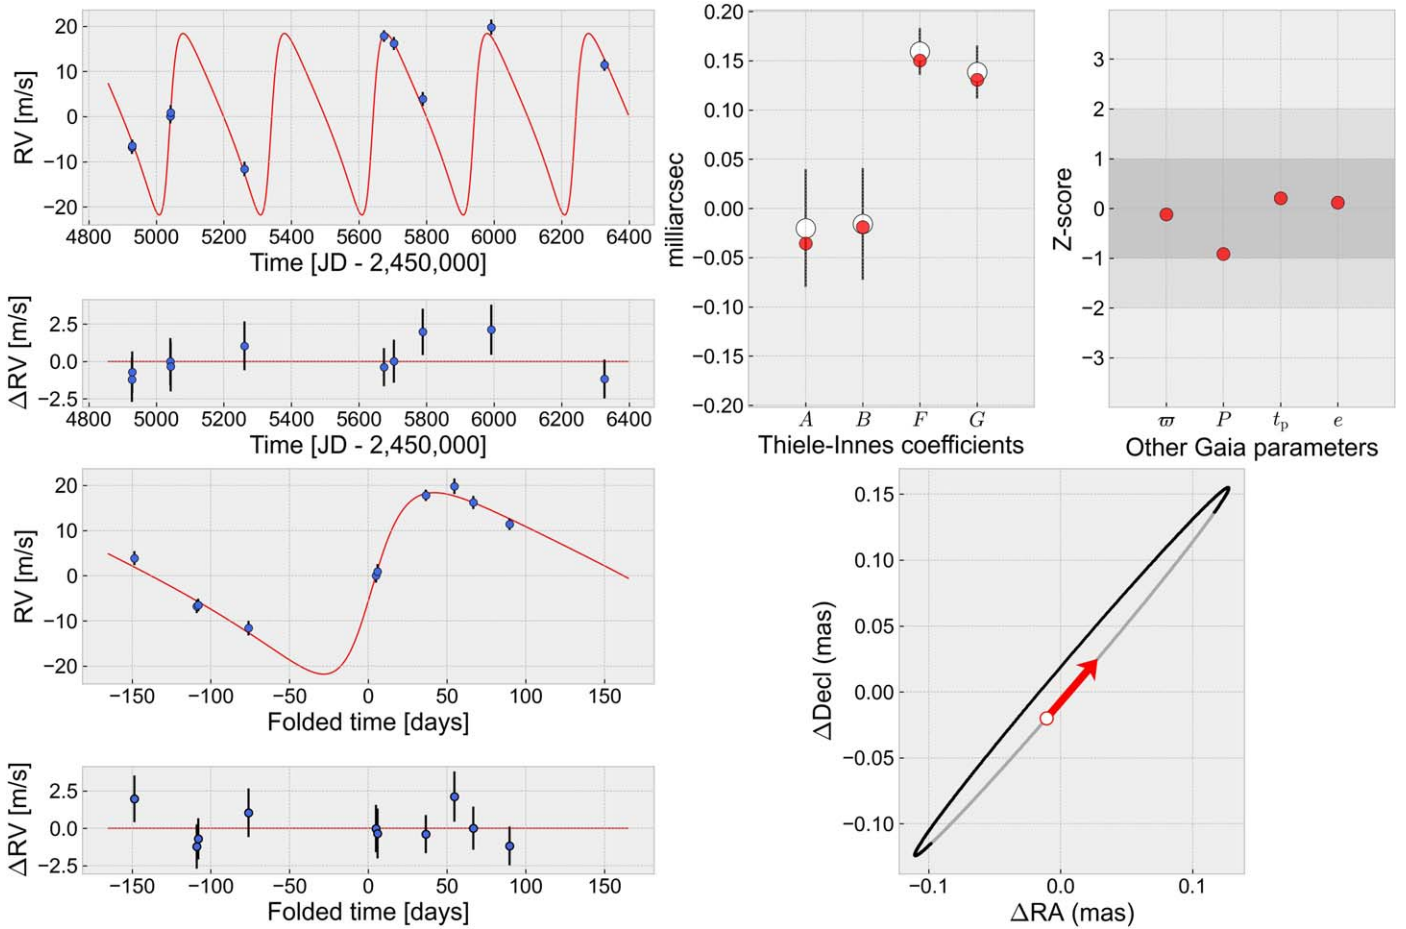 RV [m/s]
20
10
0
−10
−20
4800 5000 5200 5400 5600 5800 6000 6200 6400
Time [JD - 2,450,000]
ΔRV [m/s]
2.5
0.0
−2.5
4800 5000 5200 5400 5600 5800 6000 6200 6400
Time [JD - 2,450,000]
RV [m/s]
20
10
0
−10
−20
−150 −100 −50 0 50 100 150
Folded time [days]
ΔRV [m/s]
2.5
0.0
−2.5
−150 −100 −50 0 50 100 150
Folded time [days]
milliarcsec
0.20
0.15
0.10
0.05
0.00
−0.05
−0.10
−0.15
−0.20
A B F G
Thiele-Innes coefficients
Z-score
3
2
1
0
−1
−2
−3
ϖ P tp e
Other Gaia parameters
ΔDecl (mas)
0.15
0.10
0.05
0.00
−0.05
−0.10
−0.1 0.0 0.1
ΔRA (mas)